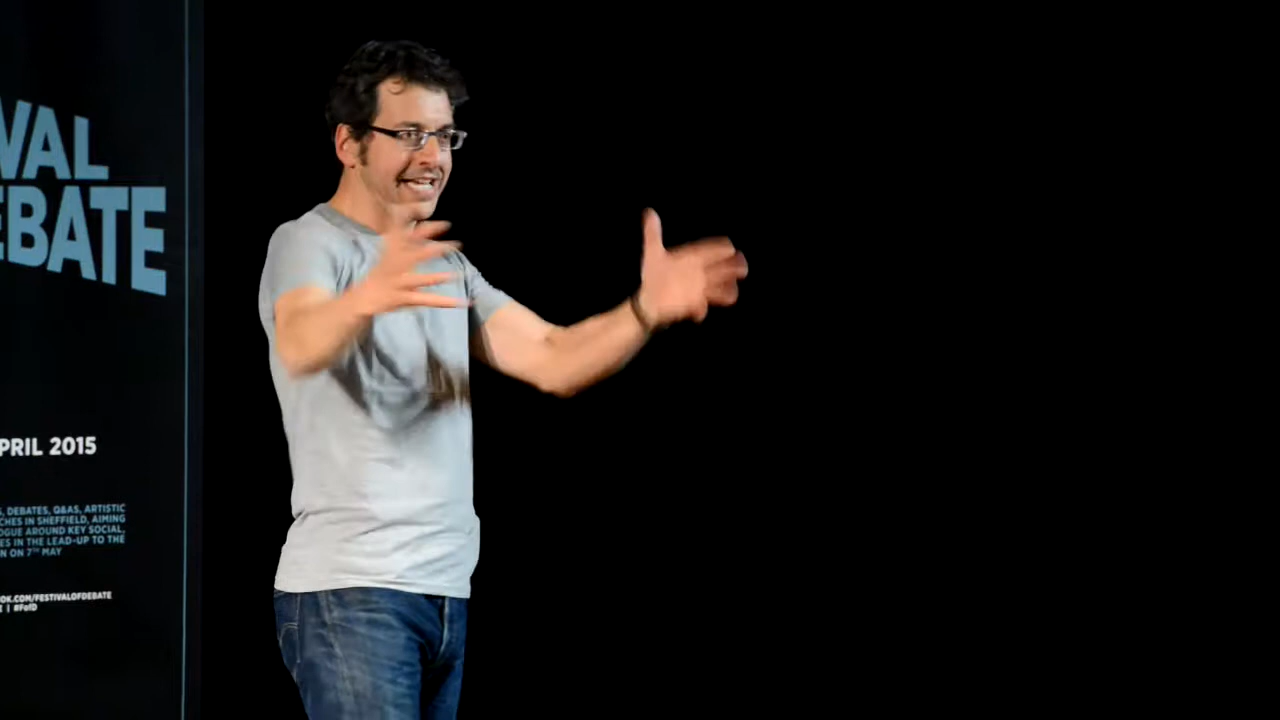 VAL
EBATE
PRIL 2015
, DEBATES, Q&AS, ARTISTIC
CHES IN SHEFFIELD, AIMING
OGUE AROUND KEY SOCIAL,
ES IN THE LEAD-UP TO THE
N ON 7TH MAY
OK.COM/FESTIVALOFDEBATE
| #FofD